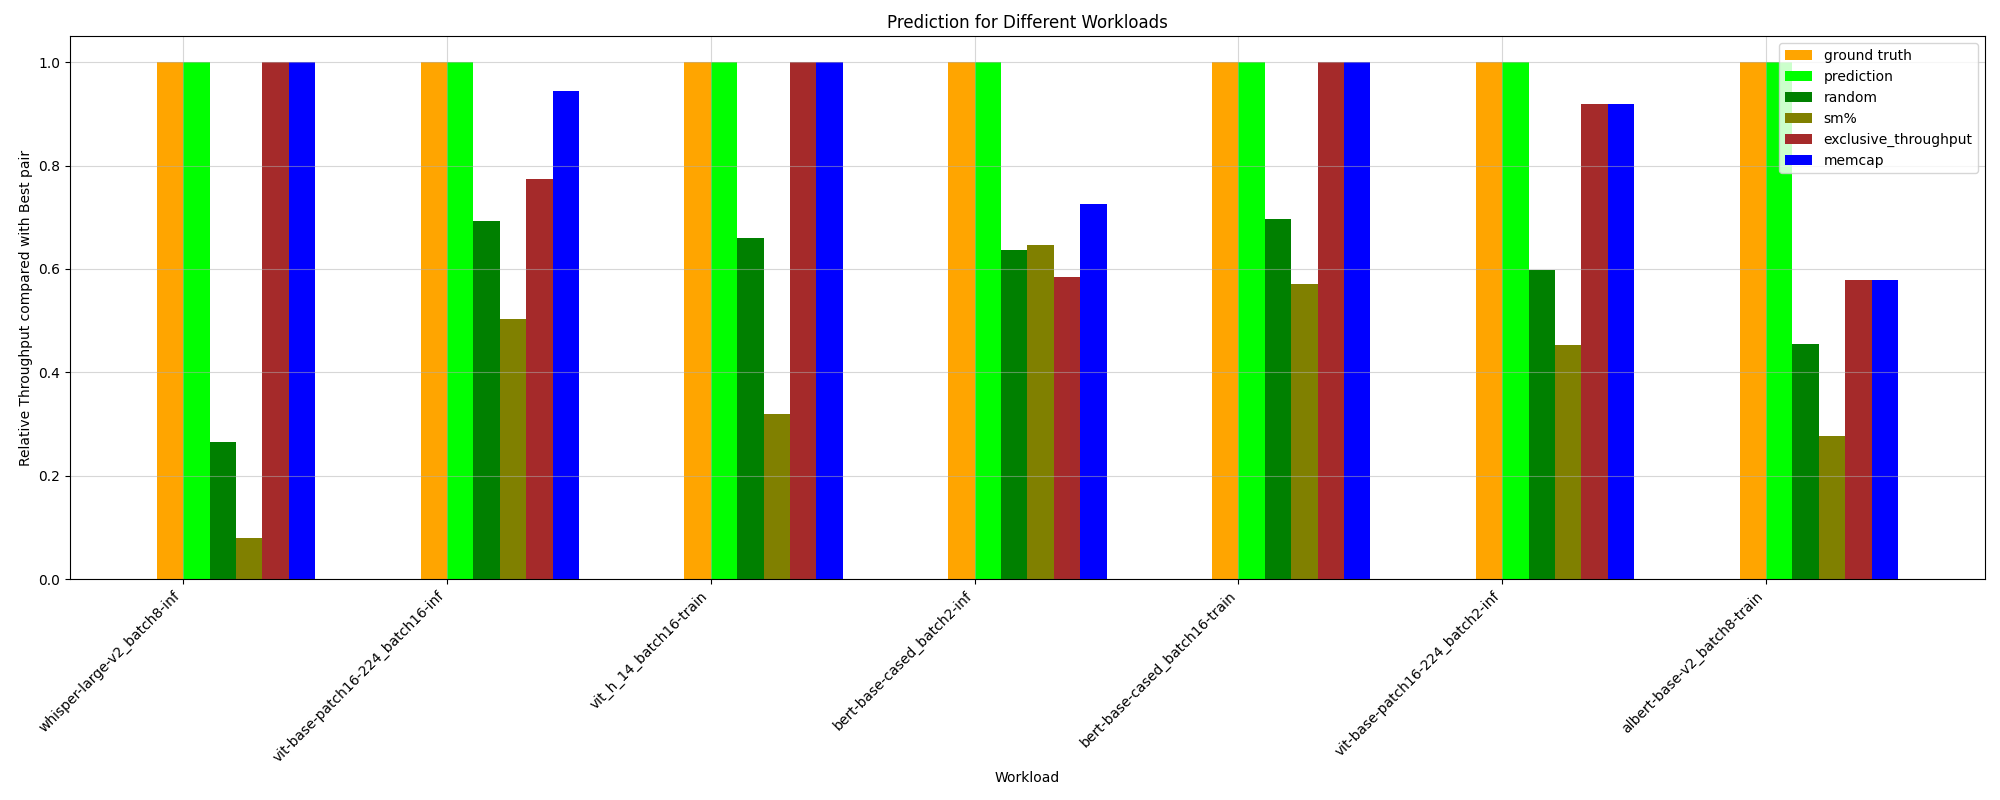 Prediction for Different Workloads
Relative Throughput compared with Best pair
1.0
0.8
0.6
0.4
0.2
0.0
ground truth
prediction
random
sm%
exclusive_throughput
memcap
whisper-large-v2_batch8-inf
vit-base-patch16-224_batch16-inf
vit_h_14_batch16-train
bert-base-cased_batch2-inf
bert-base-cased_batch16-train
vit-base-patch16-224_batch2-inf
albert-base-v2_batch8-train
Workload